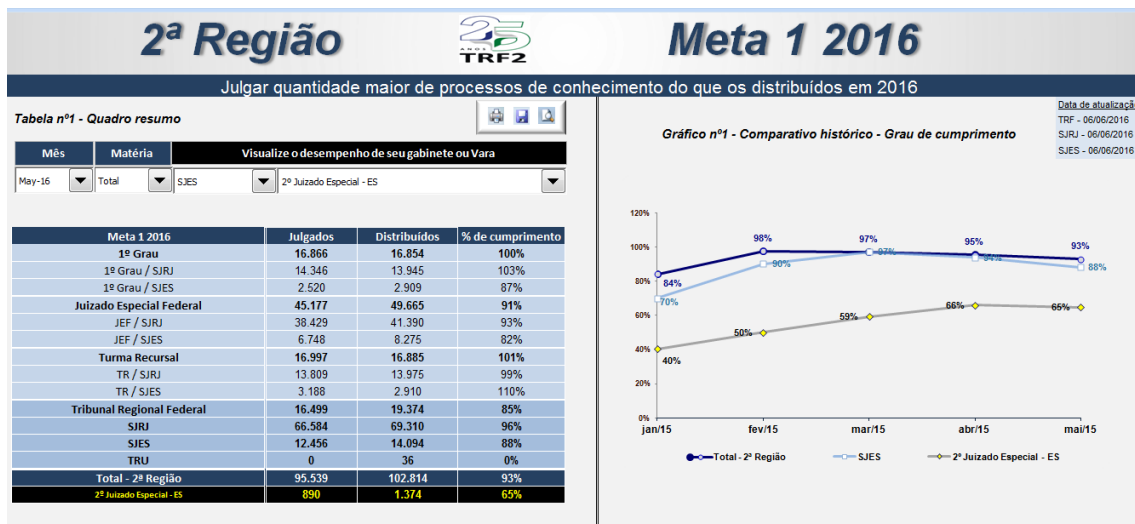 2ª Região
25
ANOS
TRF2
Meta 1 2016
Julgar quantidade maior de processos de conhecimento do que os distribuídos em 2016
Tabela nº1 - Quadro resumo
Mês Matéria Visualize o desempenho de seu gabinete ou Vara
May-16 Total SJES 2º Juizado Especial - ES
Meta 1 2016 Julgados Distribuídos % de cumprimento
1º Grau 16.866 16.854 100%
1º Grau / SJRJ 14.346 13.945 103%
1º Grau / SJES 2.520 2.909 87%
Juizado Especial Federal 45.177 49.665 91%
JEF / SJRJ 38.429 41.390 93%
JEF / SJES 6.748 8.275 82%
Turma Recursal 16.997 16.885 101%
TR / SJRJ 13.809 13.975 99%
TR / SJES 3.188 2.910 110%
Tribunal Regional Federal 16.499 19.374 85%
SJRJ 66.584 69.310 96%
SJES 12.456 14.094 88%
TRU 0 36 0%
Total - 2ª Região 95.539 102.814 93%
2º Juizado Especial - ES 890 1.374 65%
Data de atualização
TRF - 06/06/2016
SJRJ - 06/06/2016
SJES - 06/06/2016
Gráfico nº1 - Comparativo histórico - Grau de cumprimento
120%
100%
80%
60%
40%
20%
0%
84% 98% 97% 95% 93%
70% 90% 97% 94% 88%
40% 50% 59% 66% 65%
jan/15 fev/15 mar/15 abr/15 mai/15
Total - 2ª Região SJES 2º Juizado Especial - ES